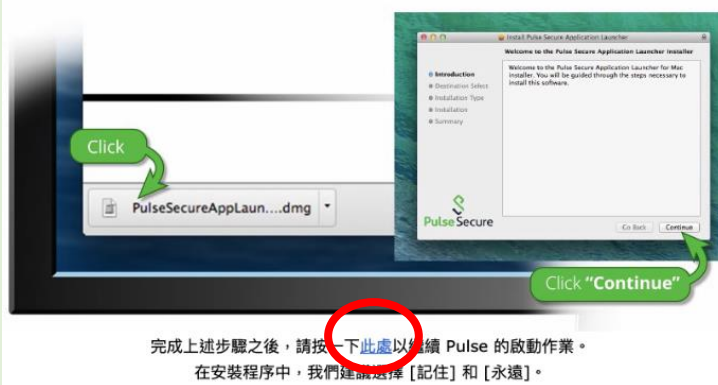 Install Pulse Secure Application Launcher
Welcome to the Pulse Secure Application Launcher Installer
Introduction
Destination Select
Installation Type
Installation
Summary
Welcome to the Pulse Secure Application Launcher for Mac
installer. You will be guided through the steps necessary to
install this software.
Click
PulseSecureAppLaun....dmg
Pulse Secure
Go Back
Continue
Click "Continue"
完成上述步驟之後，請按一下此處以繼續 Pulse 的啟動作業。
在安裝程序中，我們建議選擇 [記住] 和 [永遠]。